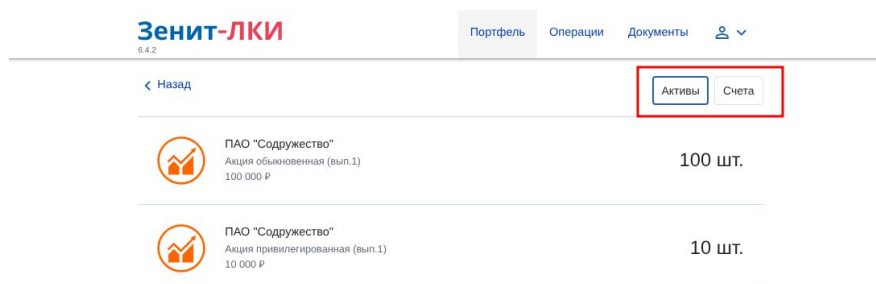 Зенит-ЛКИ
6.4.2
Портфель Операции Документы
Назад
Активы Счета
ПАО "Содружество"
Акция обыкновенная (вып.1)
100 000 ₽
100 шт.
ПАО "Содружество"
Акция привилегированная (вып.1)
10 000 ₽
10 шт.